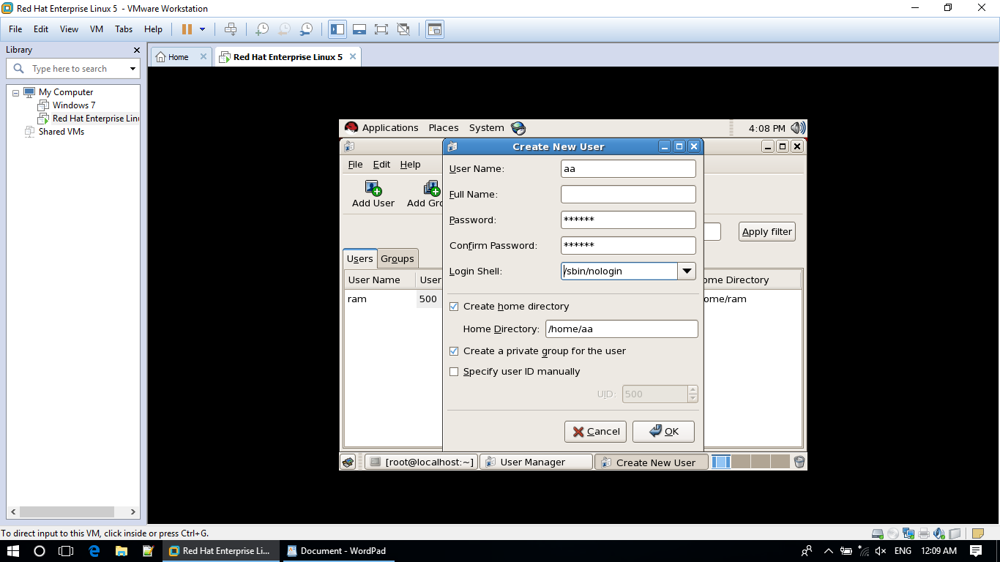 Red Hat Enterprise Linux 5 - VMware Workstation
File Edit View VM Tabs Help
Library
Type here to search
My Computer
Windows 7
Red Hat Enterprise Linu
Shared VMs
Home
Red Hat Enterprise Linux 5
Applications Places System
4:08 PM
Create New User
File Edit Help
Add User
Add Gro
Apply filter
Users Groups
User Name User
ome Directory
ram 500
ome/ram
User Name: aa
Full Name:
Password: ******
Confirm Password: ******
Login Shell: /sbin/nologin
Create home directory
Home Directory: /home/aa
Create a private group for the user
Specify user ID manually
UID: 500
Cancel OK
[root@localhost:~] User Manager Create New User
To direct input to this VM, click inside or press Ctrl+G.
Red Hat Enterprise Li... Document - WordPad
ENG 12:09 AM